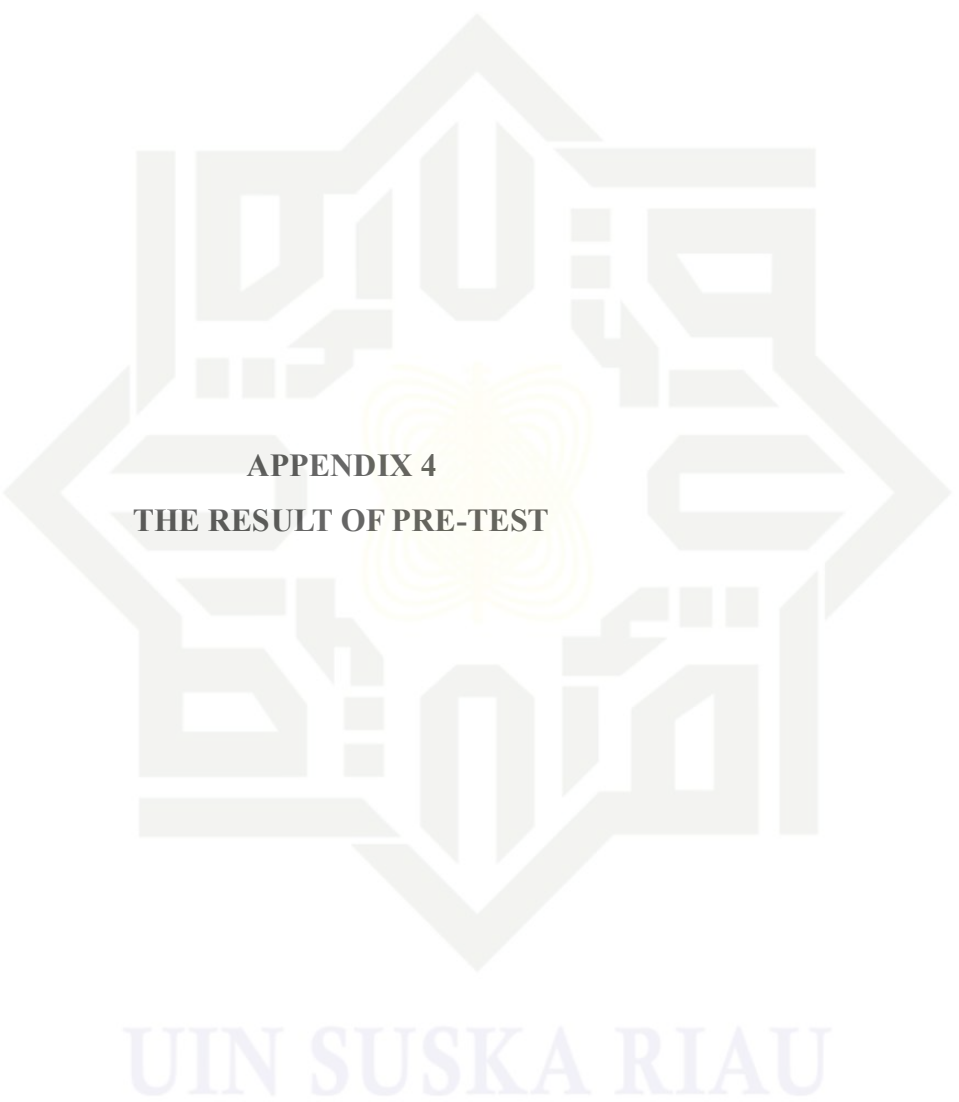 APPENDIX 4
THE RESULT OF PRE-TEST
UIN SUSKA RIAU